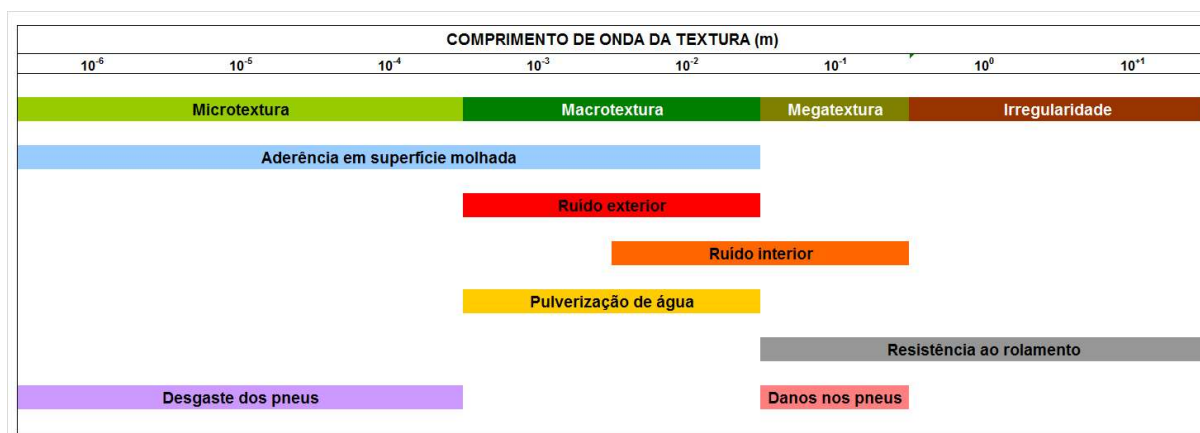 COMPRIMENTO DE ONDA DA TEXTURA (m)
10⁻⁶ 10⁻⁵ 10⁻⁴ 10⁻³ 10⁻² 10⁻¹ 10⁰ 10⁺¹
Microtextura Macrotextura Megatextura Irregularidade
Aderência em superfície molhada
Ruído exterior
Ruído interior
Pulverização de água
Resistência ao rolamento
Desgaste dos pneus Danos nos pneus